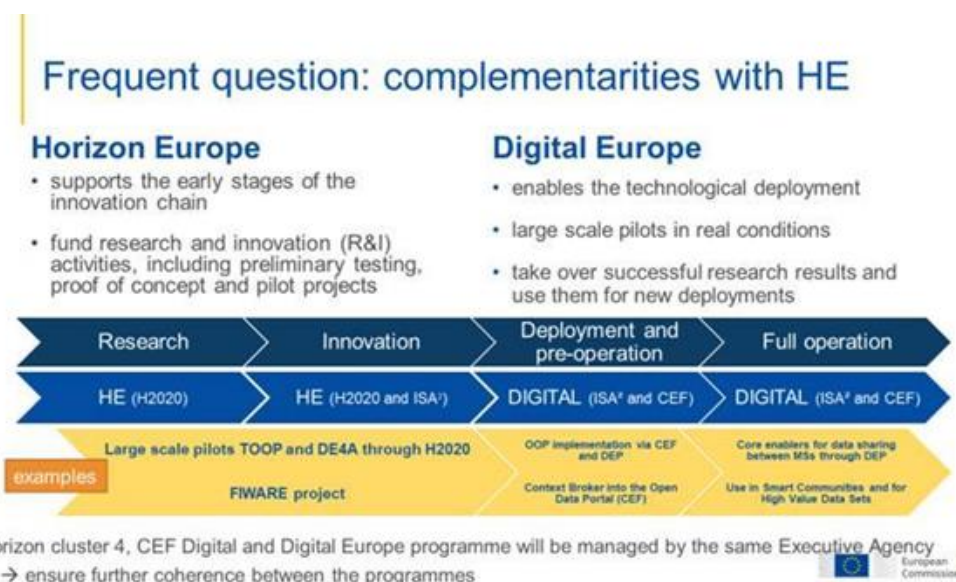 Frequent question: complementarities with HE
Horizon Europe
• supports the early stages of the
innovation chain
• fund research and innovation (R&I)
activities, including preliminary testing,
proof of concept and pilot projects
Digital Europe
• enables the technological deployment
• large scale pilots in real conditions
• take over successful research results and
use them for new deployments
Research
Innovation
Deployment and
pre-operation
Full operation
HE (H2020)
HE (H2020 and ISA²)
DIGITAL (ISA² and CEF)
DIGITAL (ISA² and CEF)
examples
Large scale pilots TOOP and DE4A through H2020
OOP implementation via CEF
and DEP
Core enablers for data sharing
between MSs through DEP
FIWARE project
Context Broker into the Open
Data Portal (CEF)
Use in Smart Communities and for
High Value Data Sets
orizon cluster 4, CEF Digital and Digital Europe programme will be managed by the same Executive Agency
→ ensure further coherence between the programmes
European
Commission